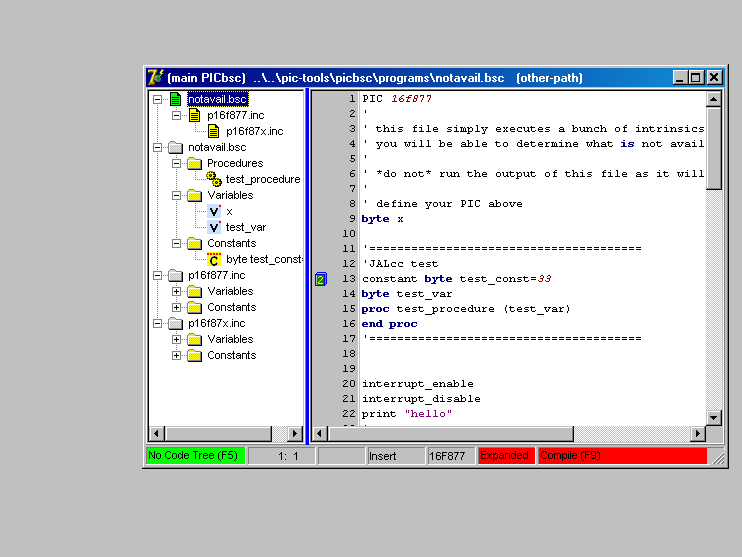 (main PICbsc) ..\..\pic-tools\picbsc\programs\notavail.bsc (other-path)
notavail.bsc
p16f877.inc
p16f87x.inc
notavail.bsc
Procedures
test_procedure
Variables
x
test_var
Constants
byte test_const
p16f877.inc
Variables
Constants
p16f87x.inc
Variables
Constants
1 PIC 16f877
2 '
3 ' this file simply executes a bunch of intrinsics
4 ' you will be able to determine what is not avail
5 '
6 ' *do not* run the output of this file as it will
7 '
8 ' define your PIC above
9 byte x
10
11 '=======================================
12 'JALcc test
13 constant byte test_const=33
14 byte test_var
15 proc test_procedure (test_var)
16 end proc
17 '=======================================
18
19
20 interrupt_enable
21 interrupt_disable
22 print "hello"
2
No Code Tree (F5) 1: 1 Insert 16F877 Expanded Compile (F9)